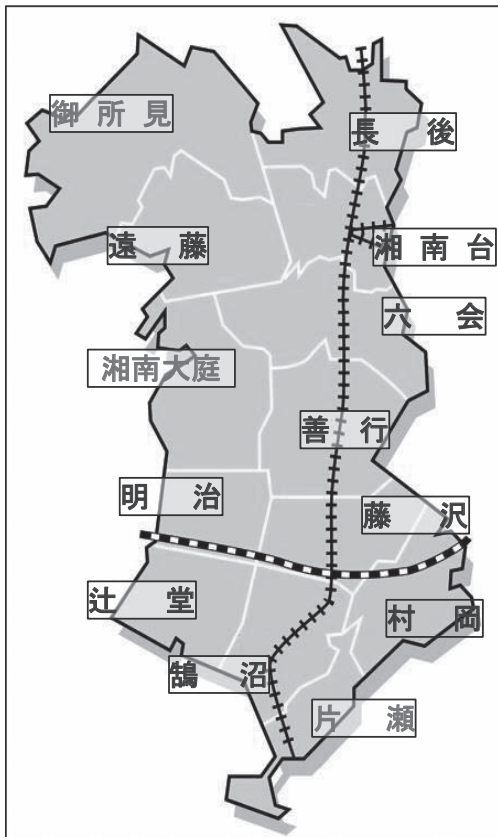 御所見
長後
遠藤
湘南台
六会
湘南大庭
善行
明治
藤沢
辻堂
村岡
鵠沼
片瀬